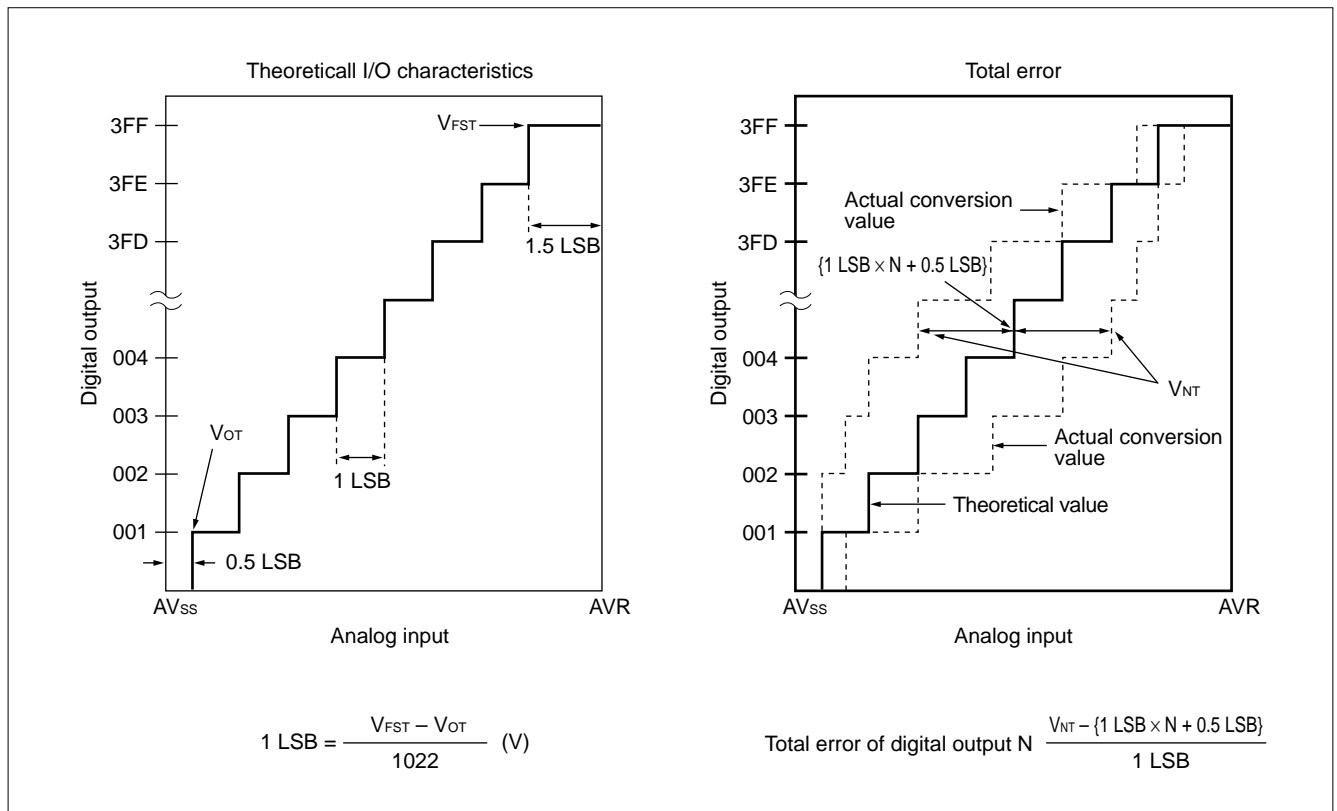 Theoreticall I/O characteristics
3FF
3FE
3FD
004
003
002
001
Digital output
VFST
1.5 LSB
1 LSB
VOT
0.5 LSB
AVSS
AVR
Analog input
1 LSB = VFST – VOT / 1022 (V)
Total error
3FF
3FE
3FD
004
003
002
001
Digital output
Actual conversion
value
{1 LSB × N + 0.5 LSB}
VNT
Actual conversion
value
Theoretical value
AVSS
AVR
Analog input
Total error of digital output N VNT – {1 LSB × N + 0.5 LSB} / 1 LSB